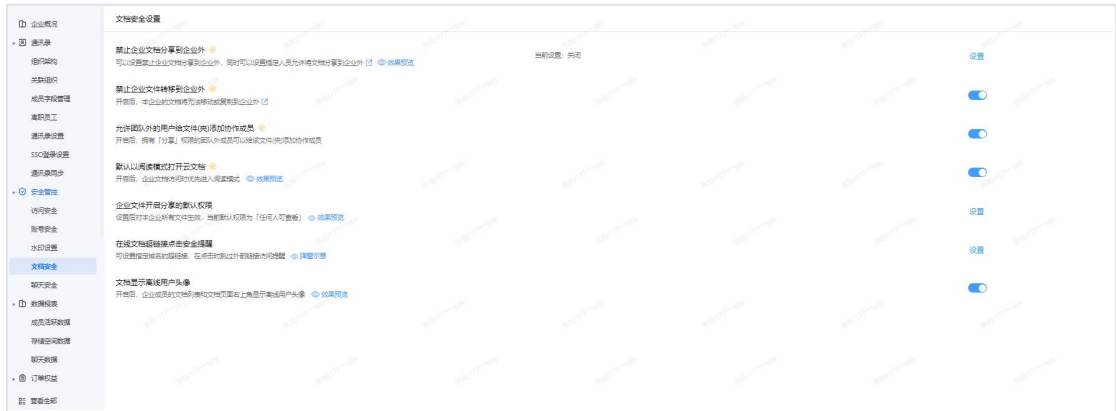 企业概况
通讯录
组织架构
关联组织
成员字段管理
离职员工
通讯录设置
SSO登录设置
通讯录同步
安全管控
访问安全
账号安全
水印设置
文档安全
聊天安全
数据报表
成员活跃数据
存储空间数据
聊天数据
订单权益
查看全部
文档安全设置
禁止企业文档分享到企业外
可以设置禁止企业文档分享到企业外，同时可以设置指定人员允许将文档分享到企业外 效果预览
当前设置：关闭
设置
禁止企业文件转移到企业外
开启后，本企业的文档将无法移动或复制到企业外
允许团队外的用户给文件(夹)添加协作成员
开启后，拥有「分享」权限的团队外成员可以给该文件(夹)添加协作成员
默认以阅读模式打开云文档
开启后，企业文档访问时优先进入阅读模式 效果预览
企业文件开启分享的默认权限
设置后对本企业所有文件生效，当前默认权限为「任何人可查看」 效果预览
设置
在线文档超链接点击安全提醒
可设置指定域名的超链接，在点击时跳过外部链接访问提醒 弹窗示意
设置
文档显示离线用户头像
开启后，企业成员的文档列表和文档页面右上角显示离线用户头像 效果预览